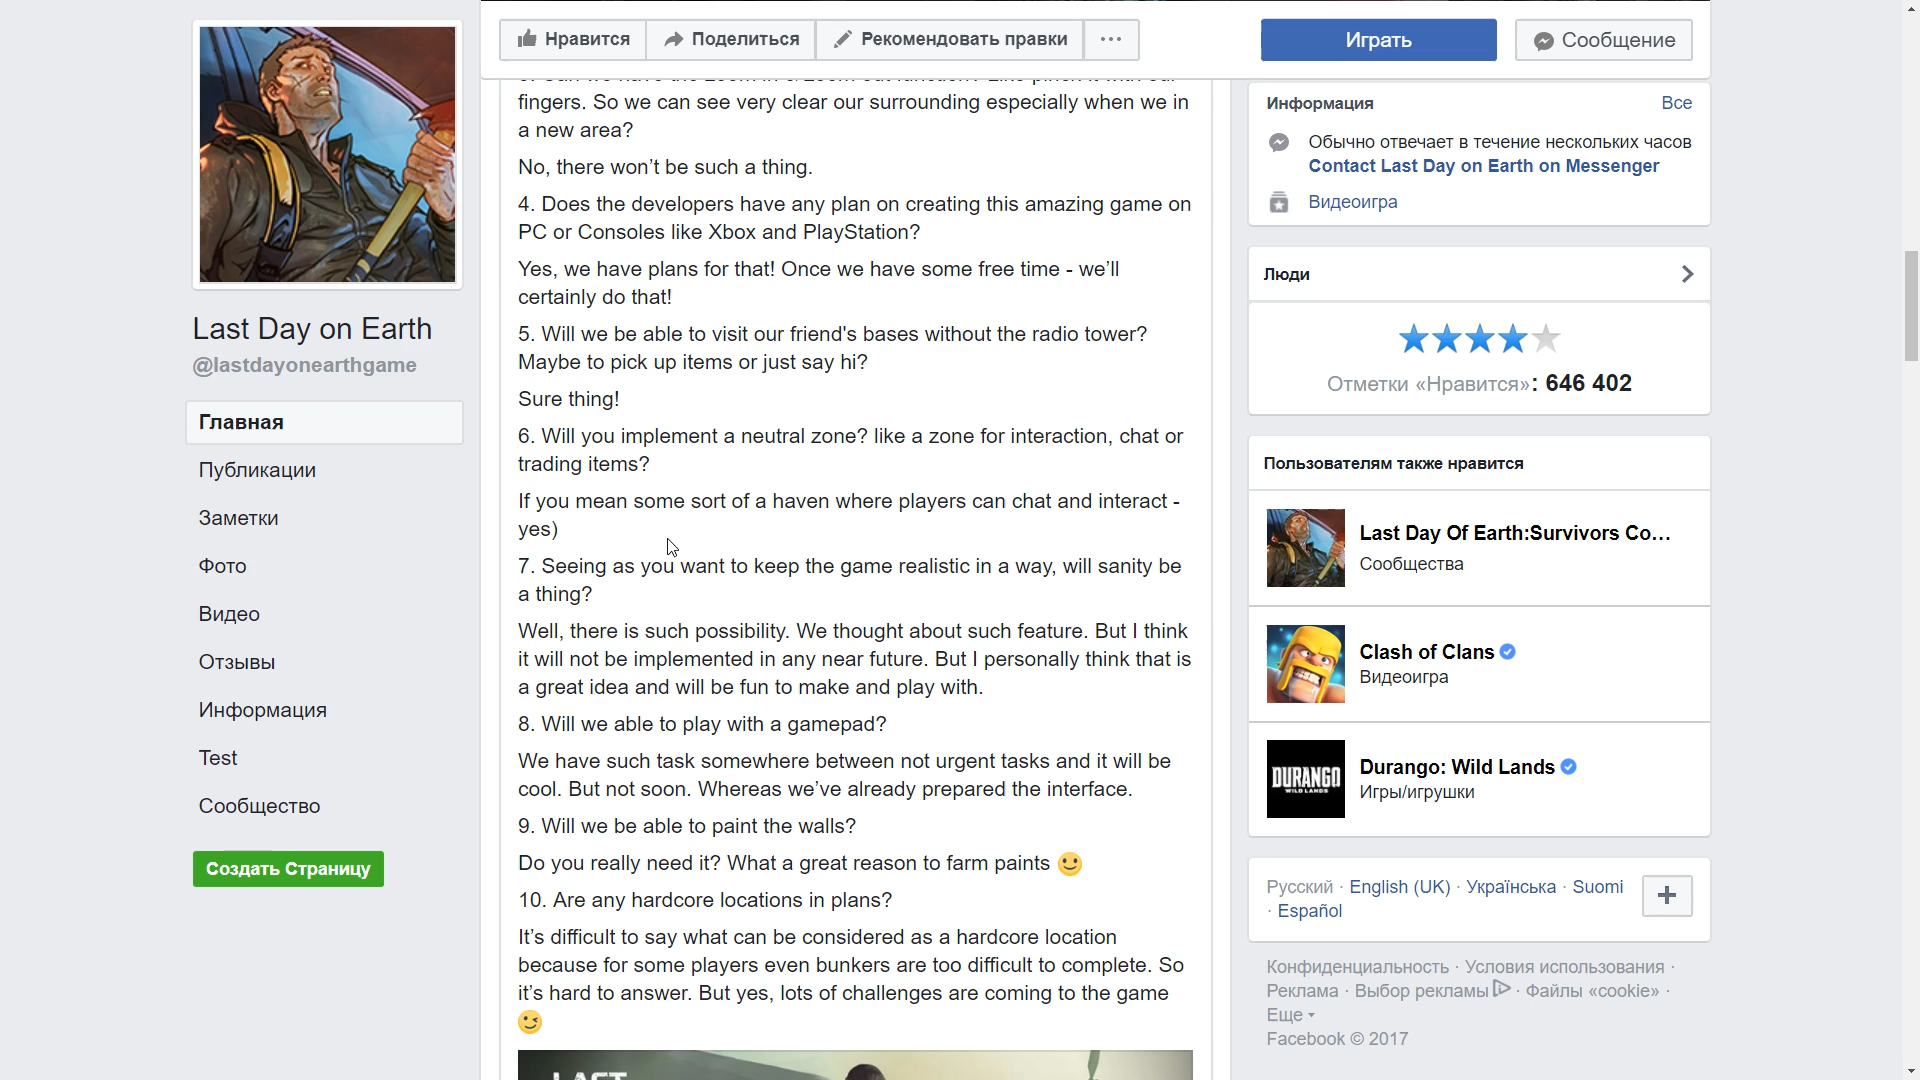 Last Day on Earth
@lastdayonearthgame
Главная
Публикации
Заметки
Фото
Видео
Отзывы
Информация
Test
Сообщество
Создать Страницу
Нравится
Поделиться
Рекомендовать правки
Играть
Сообщение
fingers. So we can see very clear our surrounding especially when we in
a new area?
No, there won’t be such a thing.
4. Does the developers have any plan on creating this amazing game on
PC or Consoles like Xbox and PlayStation?
Yes, we have plans for that! Once we have some free time - we’ll
certainly do that!
5. Will we be able to visit our friend's bases without the radio tower?
Maybe to pick up items or just say hi?
Sure thing!
6. Will you implement a neutral zone? like a zone for interaction, chat or
trading items?
If you mean some sort of a haven where players can chat and interact -
yes)
7. Seeing as you want to keep the game realistic in a way, will sanity be
a thing?
Well, there is such possibility. We thought about such feature. But I think
it will not be implemented in any near future. But I personally think that is
a great idea and will be fun to make and play with.
8. Will we able to play with a gamepad?
We have such task somewhere between not urgent tasks and it will be
cool. But not soon. Whereas we’ve already prepared the interface.
9. Will we be able to paint the walls?
Do you really need it? What a great reason to farm paints 🙂
10. Are any hardcore locations in plans?
It’s difficult to say what can be considered as a hardcore location
because for some players even bunkers are too difficult to complete. So
it’s hard to answer. But yes, lots of challenges are coming to the game
😉
Информация
Все
Обычно отвечает в течение нескольких часов
Contact Last Day on Earth on Messenger
Видеоигра
Люди
Отметки «Нравится»: 646 402
Пользователям также нравится
Last Day Of Earth:Survivors Co...
Сообщества
Clash of Clans
Видеоигра
DURANGO
WILD LANDS
Durango: Wild Lands
Игры/игрушки
Русский · English (UK) · Українська · Suomi
· Español
Конфиденциальность · Условия использования ·
Реклама · Выбор рекламы · Файлы «cookie» ·
Еще
Facebook © 2017